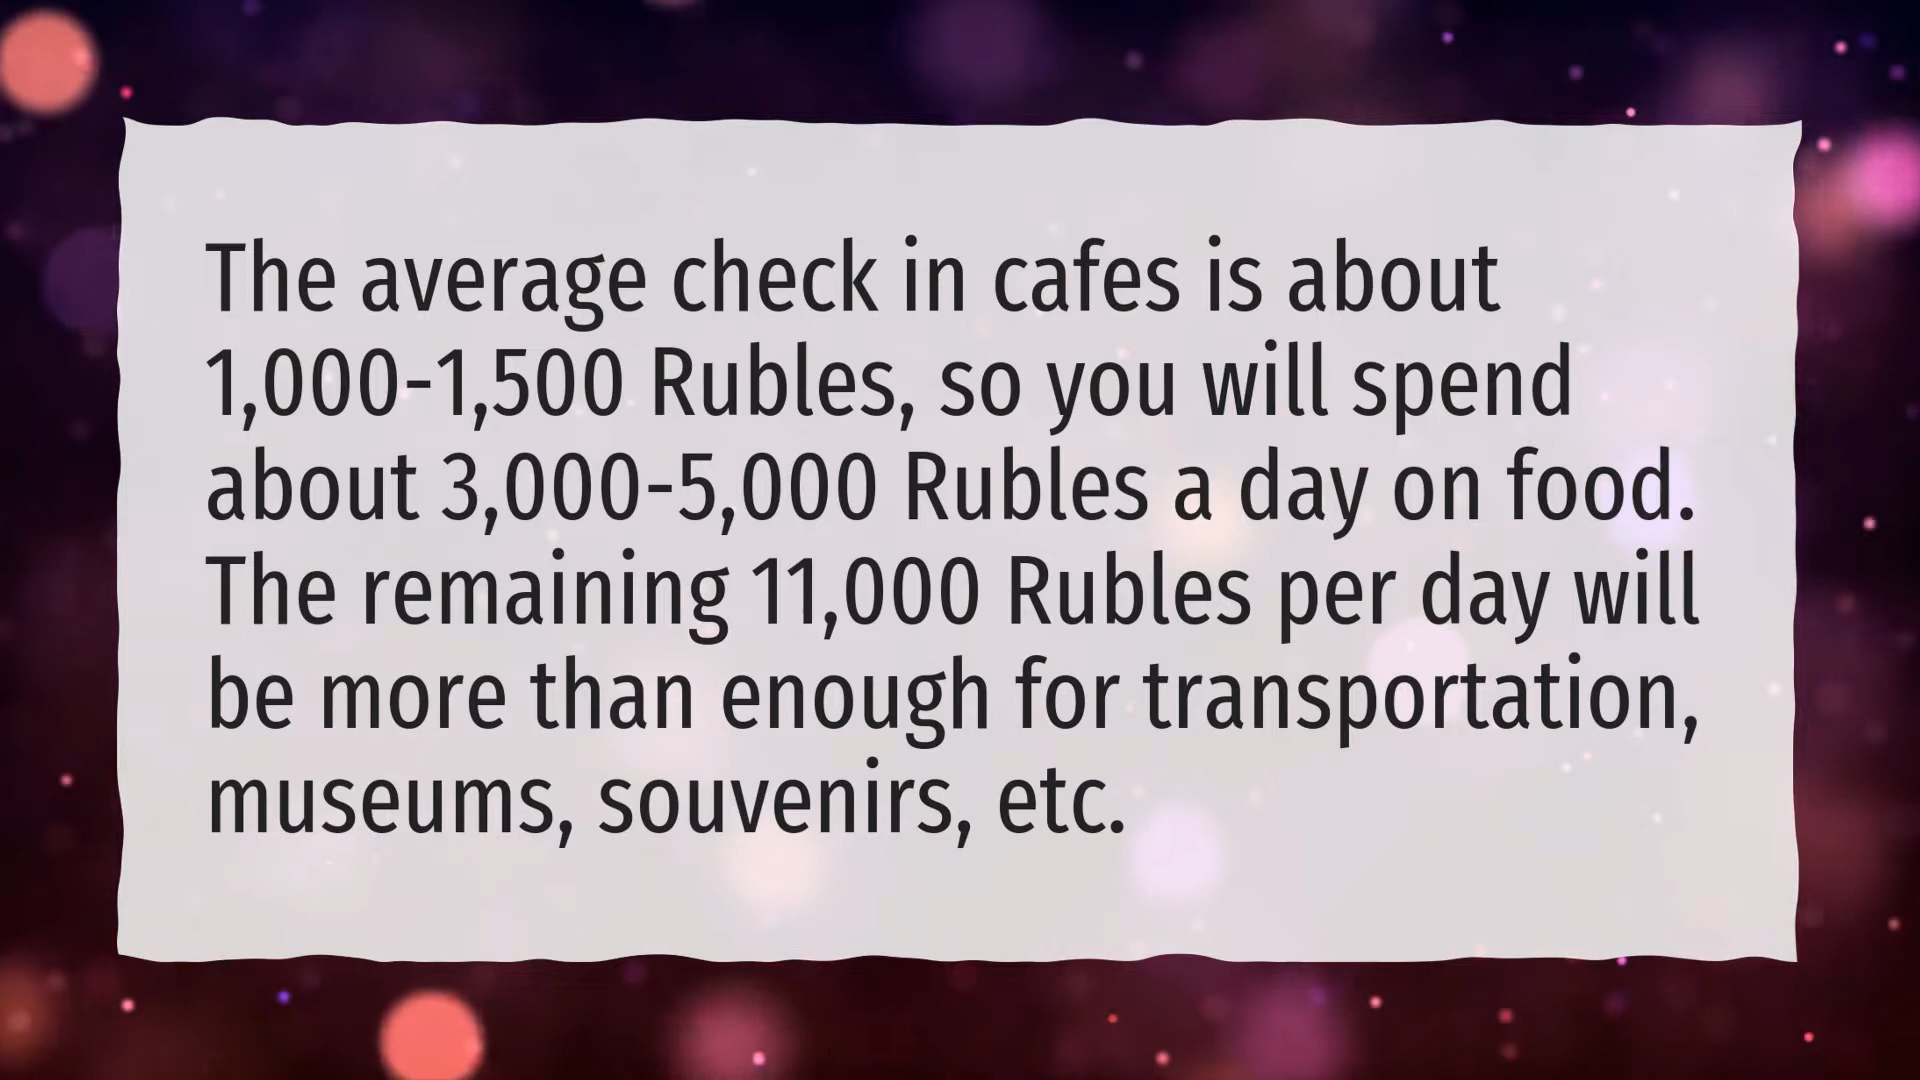 The average check in cafes is about
1,000-1,500 Rubles, so you will spend
about 3,000-5,000 Rubles a day on food.
The remaining 11,000 Rubles per day will
be more than enough for transportation,
museums, souvenirs, etc.